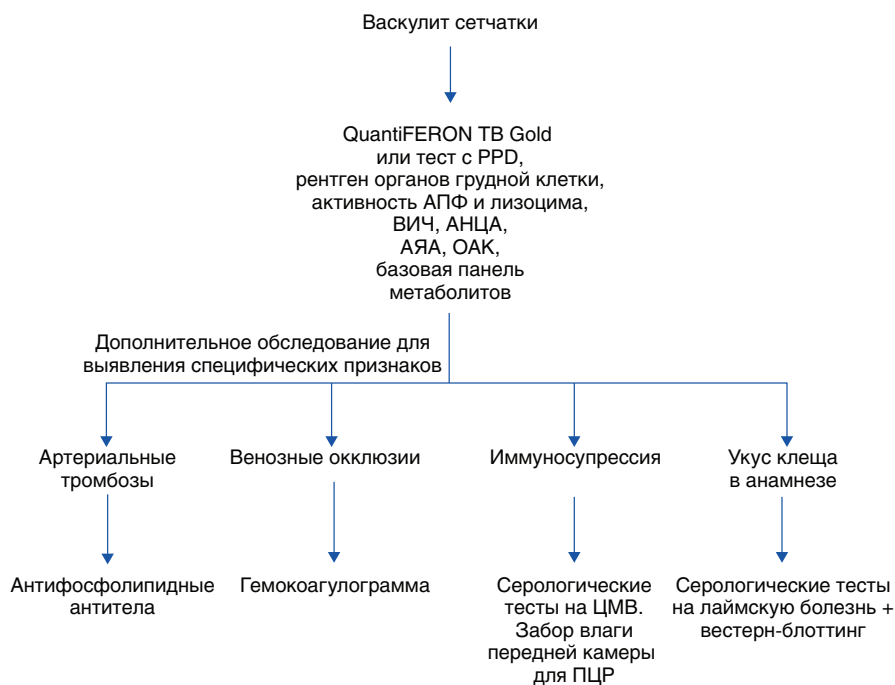 Васкулит сетчатки
QuantiFERON TB Gold
или тест с PPD,
рентген органов грудной клетки,
активность АПФ и лизоцима,
ВИЧ, АНЦА,
АЯА, ОАК,
базовая панель
метаболитов
Дополнительное обследование для
выявления специфических признаков
Артериальные
тромбозы
Венозные окклюзии
Иммуносупрессия
Укус клеща
в анамнезе
Антифосфолипидные
антитела
Гемокоагулограмма
Серологические
тесты на ЦМВ.
Забор влаги
передней камеры
для ПЦР
Серологические тесты
на лаймскую болезнь +
вестерн-блоттинг